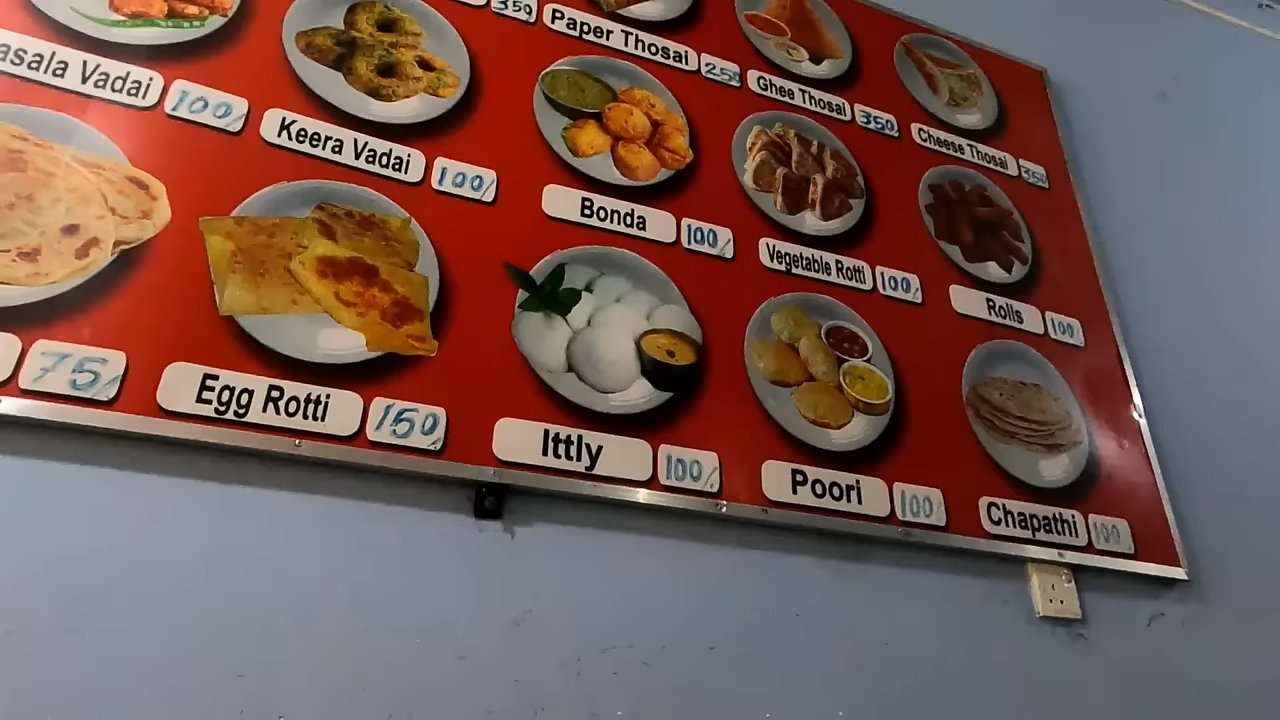 350
Paper Thosai 250
Ghee Thosai 350
Cheese Thosai 350
asala Vadai 100/
Keera Vadai 100/
Bonda 100/
Vegetable Rotti 100/
Rolls 100/
75/
Egg Rotti 150
Ittly 100/
Poori 100/
Chapathi 100/